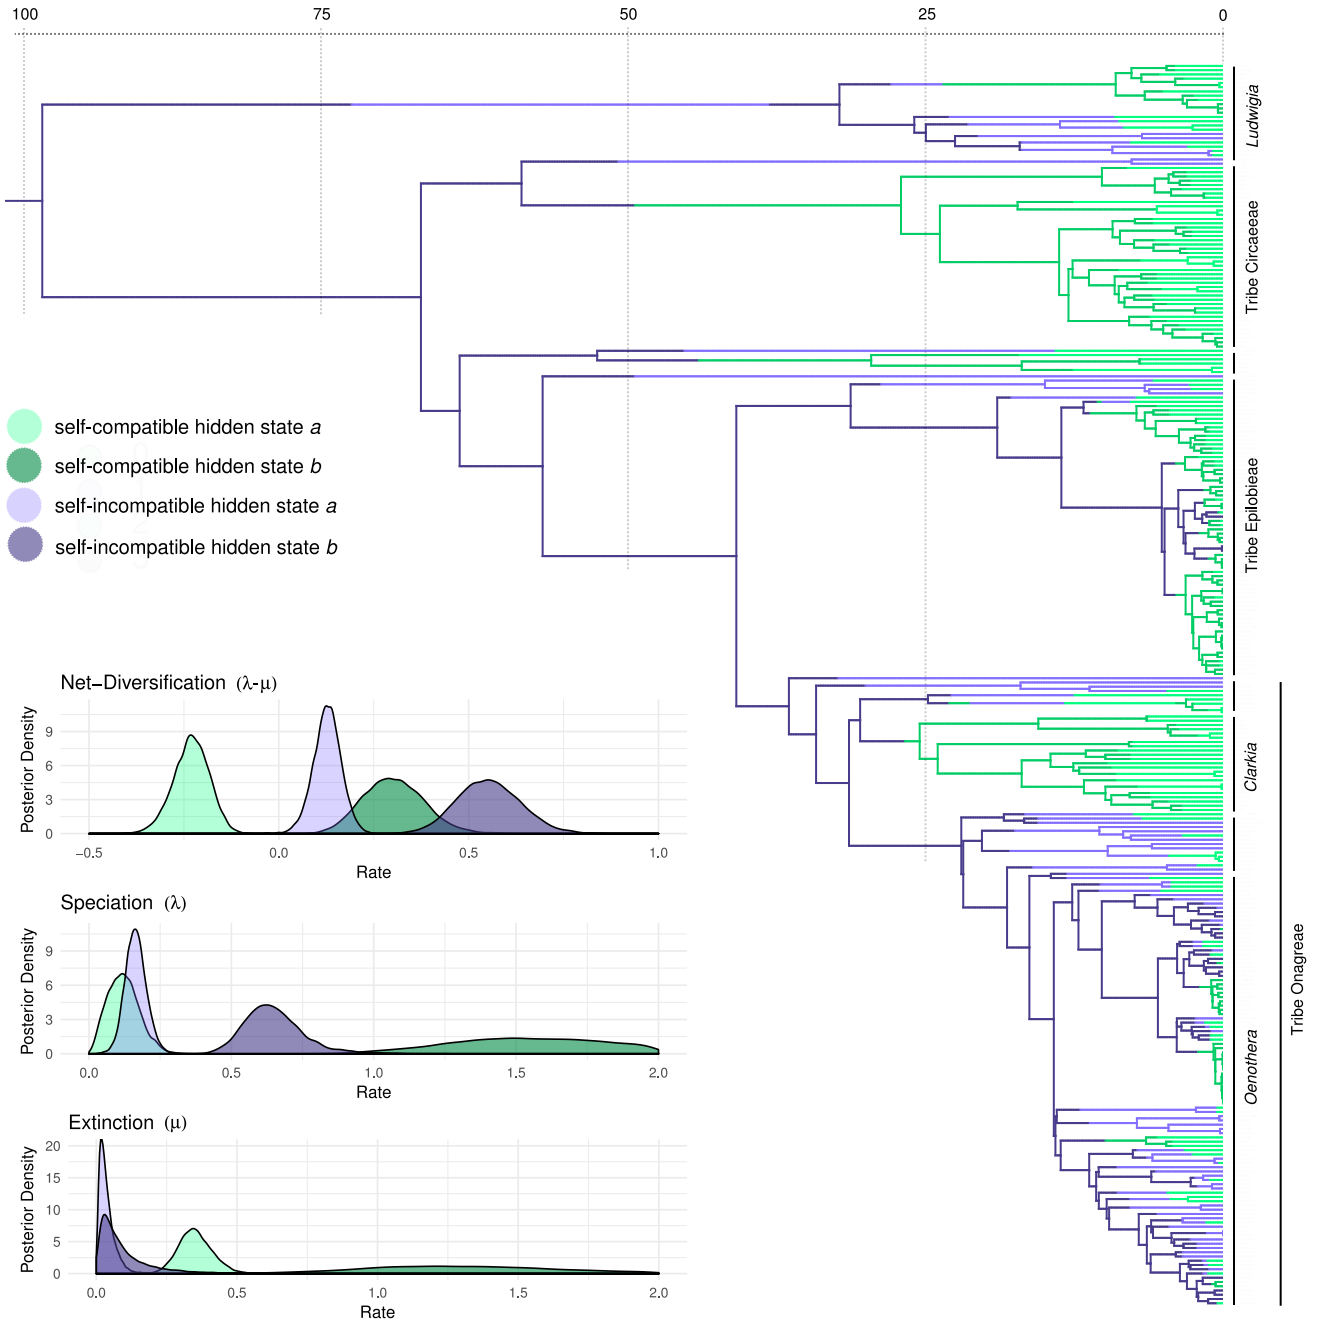 100 75 50 25 0
Ludwigia
Tribe Circaeeae
self-compatible hidden state a
self-compatible hidden state b
self-incompatible hidden state a
self-incompatible hidden state b
Tribe Epilobieae
Net−Diversification (λ-μ)
Posterior Density
9
6
3
0
−0.5 0.0 0.5 1.0
Rate
Clarkia
Speciation (λ)
Posterior Density
9
6
3
0
0.0 0.5 1.0 1.5 2.0
Rate
Oenothera
Tribe Onagreae
Extinction (μ)
Posterior Density
20
15
10
5
0
0.0 0.5 1.0 1.5 2.0
Rate